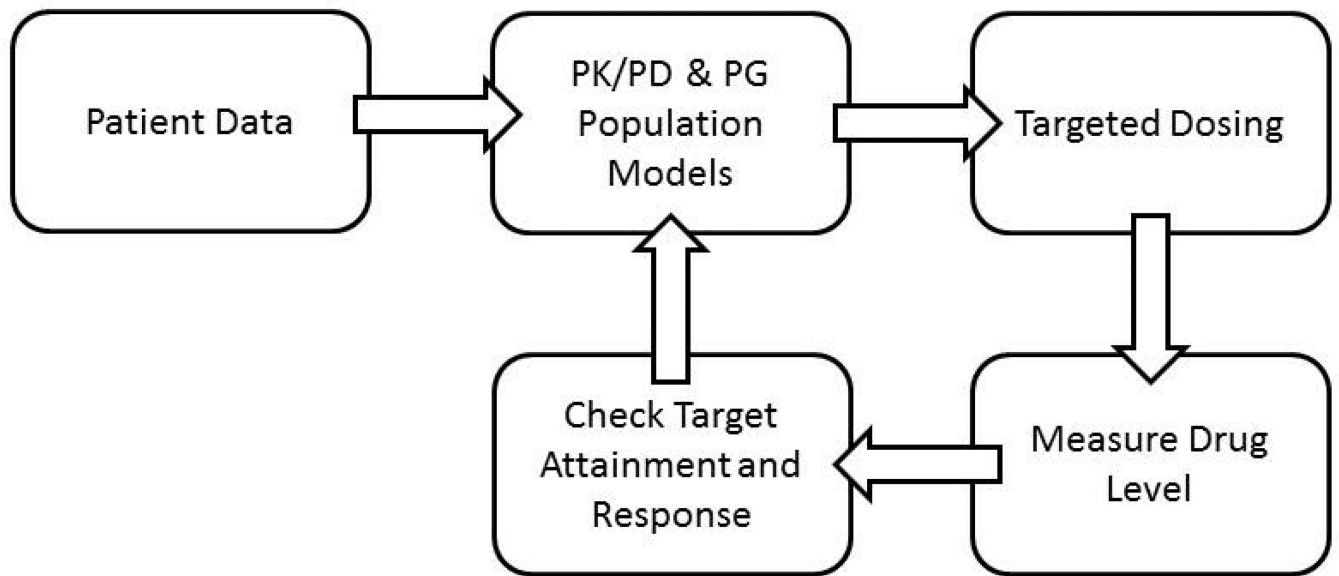 Patient Data
PK/PD & PG
Population
Models
Targeted Dosing
Check Target
Attainment and
Response
Measure Drug
Level